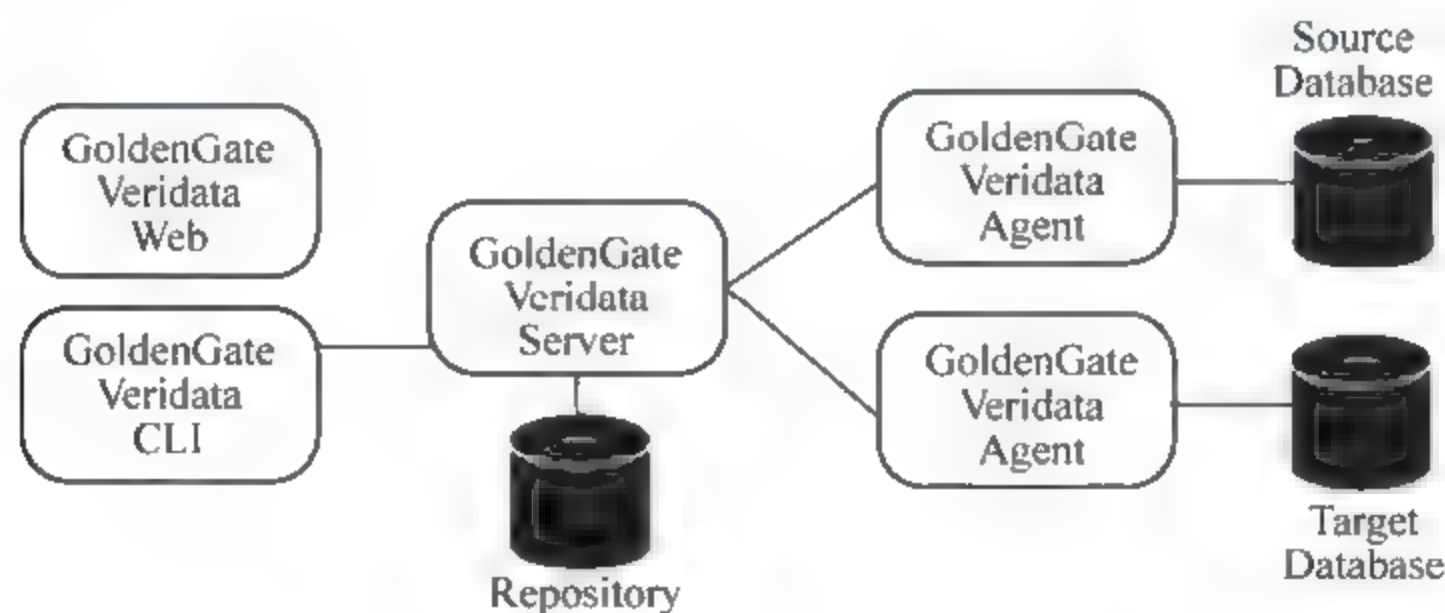 Source
Database
GoldenGate
Veridata
Web
GoldenGate
Veridata
Agent
GoldenGate
Veridata
Server
GoldenGate
Veridata
CLI
GoldenGate
Veridata
Agent
Repository
Target
Database